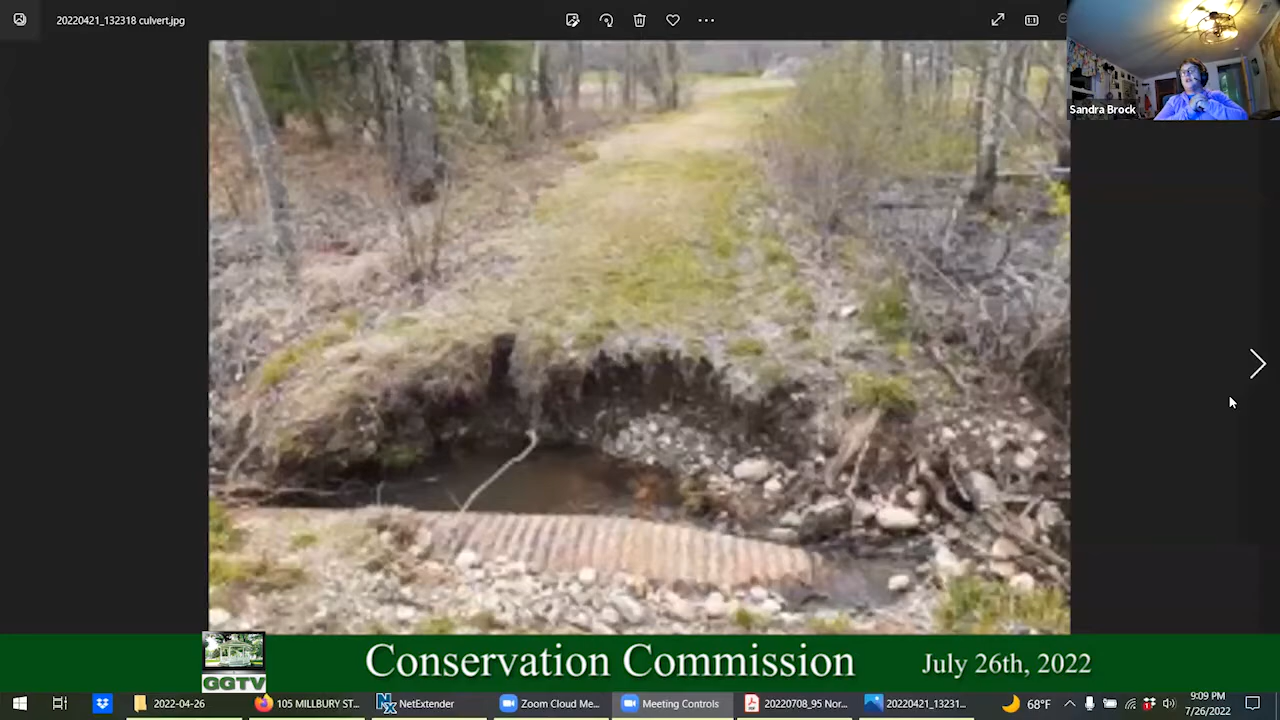 20220421_132318 culvert.jpg
Sandra Brock
GGTV
Conservation Commission
July 26th, 2022
2022-04-26
105 MILLBURY ST...
NetExtender
Zoom Cloud Me...
Meeting Controls
20220708_95 Nor...
20220421_13231...
68°F
9:09 PM
7/26/2022